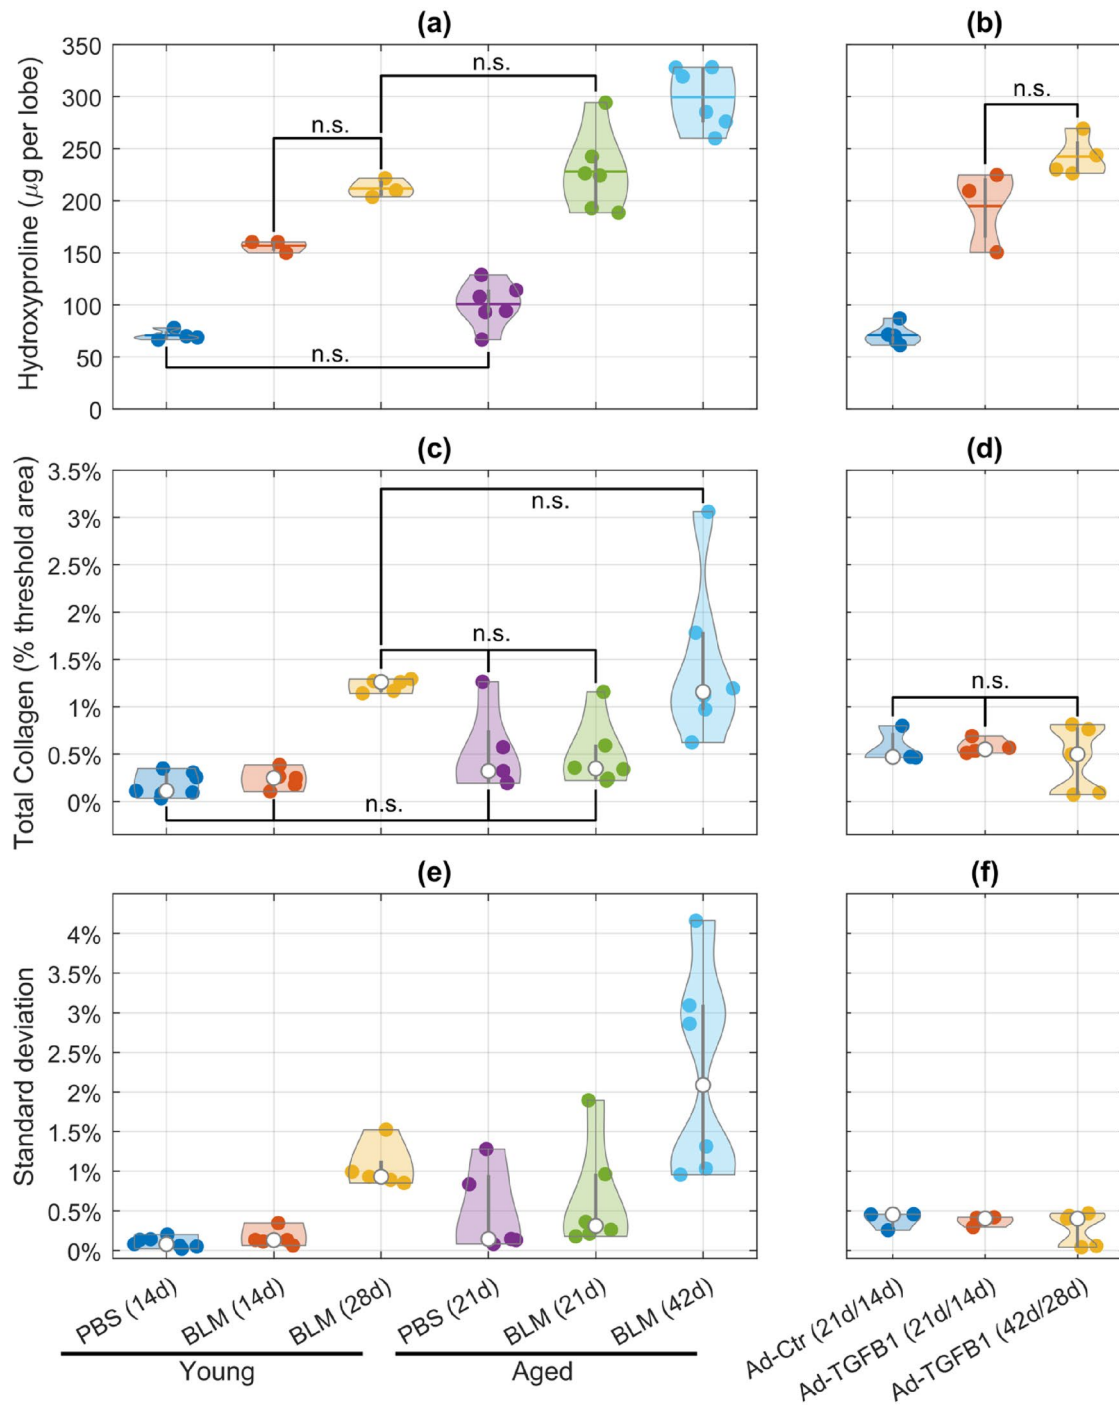 (a)
(b)
Hydroxyproline (μg per lobe)
350
300
250
200
150
100
50
0
n.s.
n.s.
n.s.
n.s.
(c)
(d)
Total Collagen (% threshold area)
3.5%
3%
2.5%
2%
1.5%
1%
0.5%
0%
n.s.
n.s.
n.s.
n.s.
(e)
(f)
Standard deviation
4%
3.5%
3%
2.5%
2%
1.5%
1%
0.5%
0%
PBS (14d)
BLM (14d)
BLM (28d)
PBS (21d)
BLM (21d)
BLM (42d)
Ad-Ctr (21d/14d)
Ad-TGFB1 (21d/14d)
Ad-TGFB1 (42d/28d)
Young
Aged